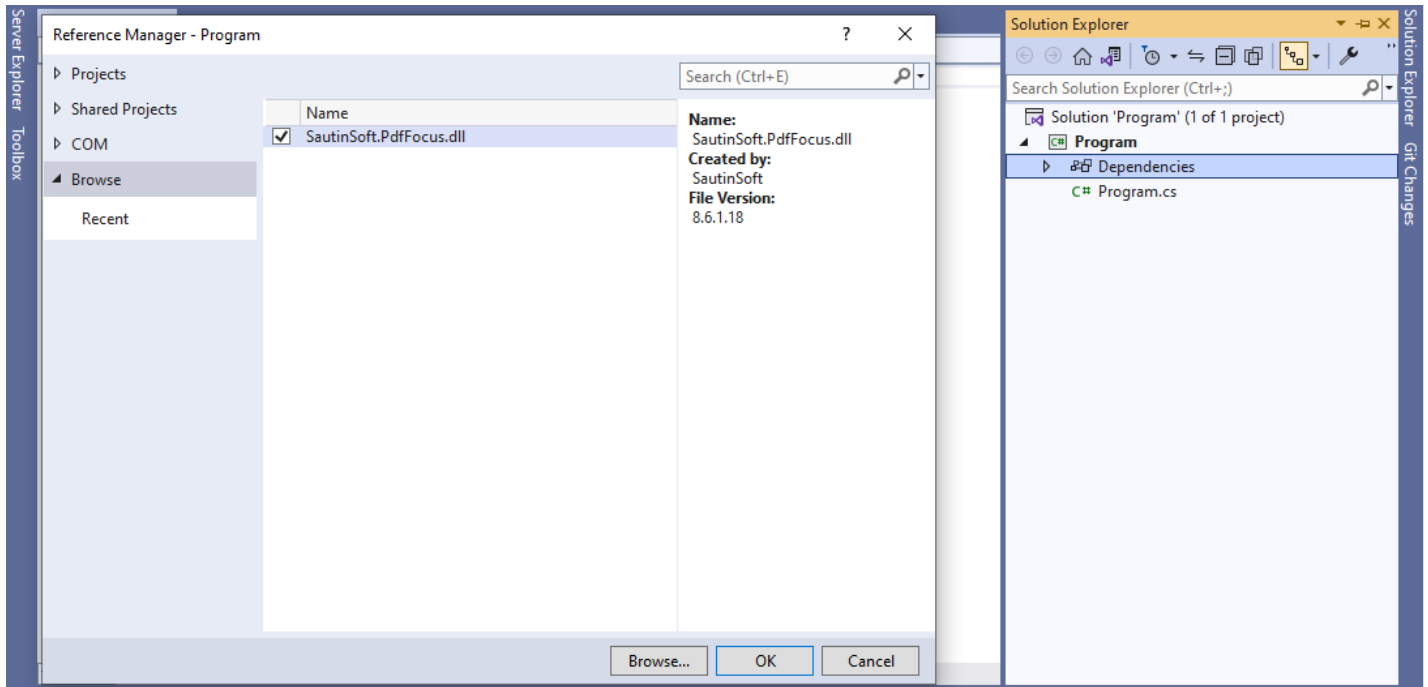 Server Explorer
Toolbox
Reference Manager - Program
?
Projects
Shared Projects
COM
Browse
Recent
Name
SautinSoft.PdfFocus.dll
Search (Ctrl+E)
Name:
SautinSoft.PdfFocus.dll
Created by:
SautinSoft
File Version:
8.6.1.18
Browse...
OK
Cancel
Solution Explorer
Search Solution Explorer (Ctrl+;)
Solution 'Program' (1 of 1 project)
C# Program
Dependencies
C# Program.cs
Solution Explorer
Git Changes